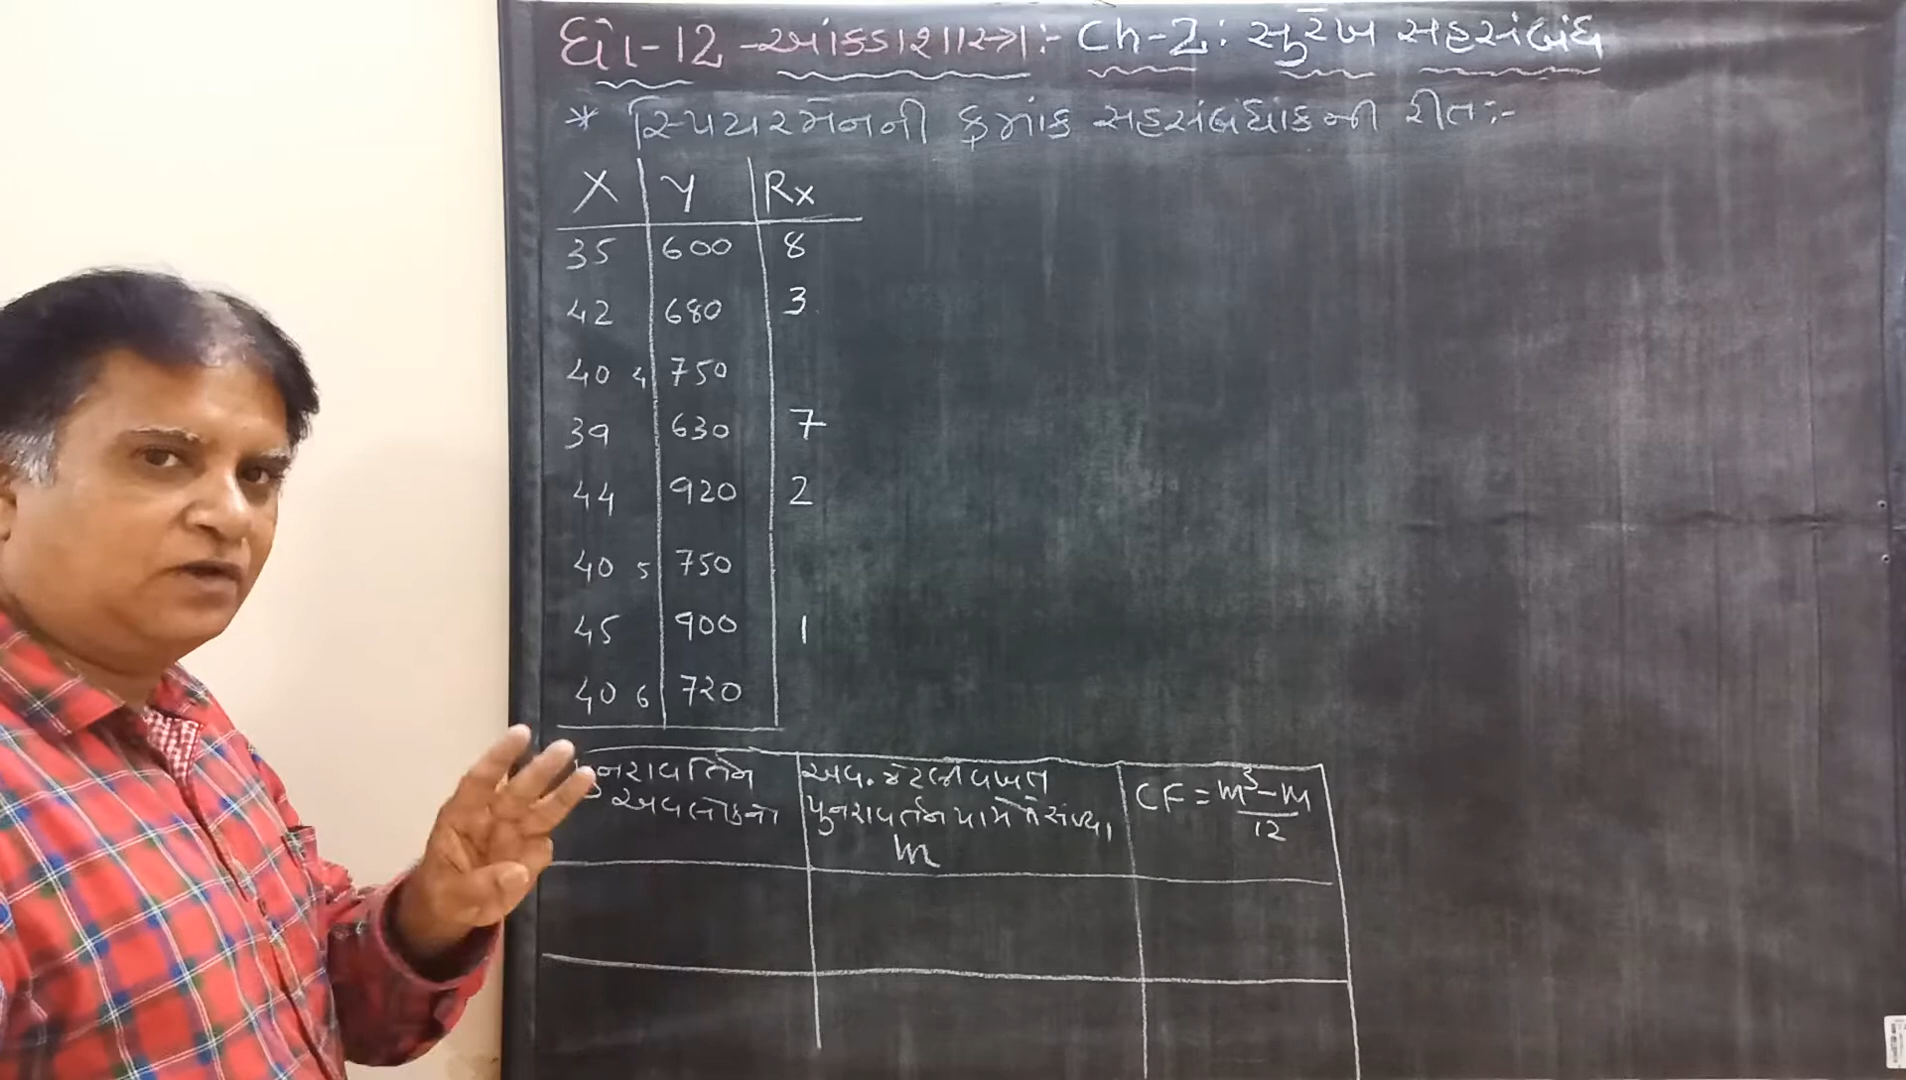 ધો-12 -આંકડાશાસ્ત્ર:- Ch-2: સુરેખ સહસંબંધ
* સ્પિયરમેનની ક્રમાંક સહસંબંધાંકની રીત:-
X Y Rx
35 600 8
42 680 3
40 4 750
39 630 7
44 920 2
40 5 750
45 900 1
40 6 720
પુનરાવર્તિત અવલોકનો
અવ. કેટલી વખત પુનરાવર્તન પામે તે સંખ્યા m
CF = m³-m / 12